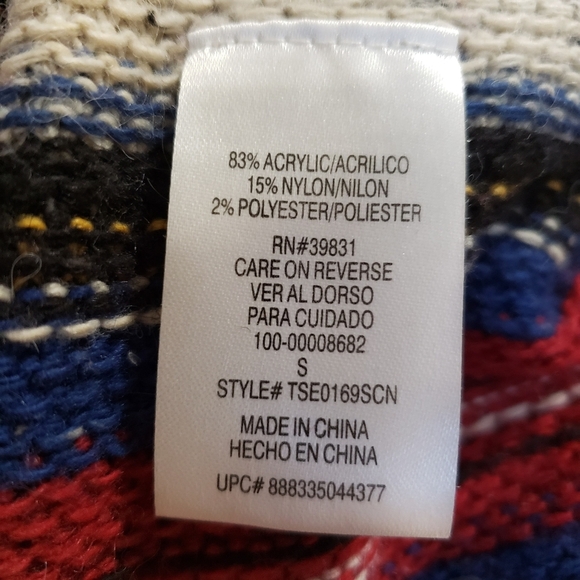 83% ACRYLIC/ACRILICO
15% NYLON/NILON
2% POLYESTER/POLIESTER
RN#39831
CARE ON REVERSE
VER AL DORSO
PARA CUIDADO
100-00008682
S
STYLE# TSE0169SCN
MADE IN CHINA
HECHO EN CHINA
UPC# 888335044377